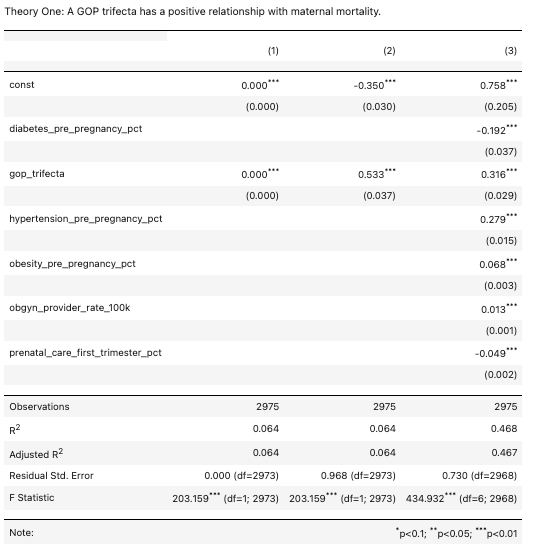 Theory One: A GOP trifecta has a positive relationship with maternal mortality.
(1) (2) (3)
const 0.000*** -0.350*** 0.758***
(0.000) (0.030) (0.205)
diabetes_pre_pregnancy_pct -0.192***
(0.037)
gop_trifecta 0.000*** 0.533*** 0.316***
(0.000) (0.037) (0.029)
hypertension_pre_pregnancy_pct 0.279***
(0.015)
obesity_pre_pregnancy_pct 0.068***
(0.003)
obgyn_provider_rate_100k 0.013***
(0.001)
prenatal_care_first_trimester_pct -0.049***
(0.002)
Observations 2975 2975 2975
R² 0.064 0.064 0.468
Adjusted R² 0.064 0.064 0.467
Residual Std. Error 0.000 (df=2973) 0.968 (df=2973) 0.730 (df=2968)
F Statistic 203.159*** (df=1; 2973) 203.159*** (df=1; 2973) 434.932*** (df=6; 2968)
Note: *p<0.1; **p<0.05; ***p<0.01